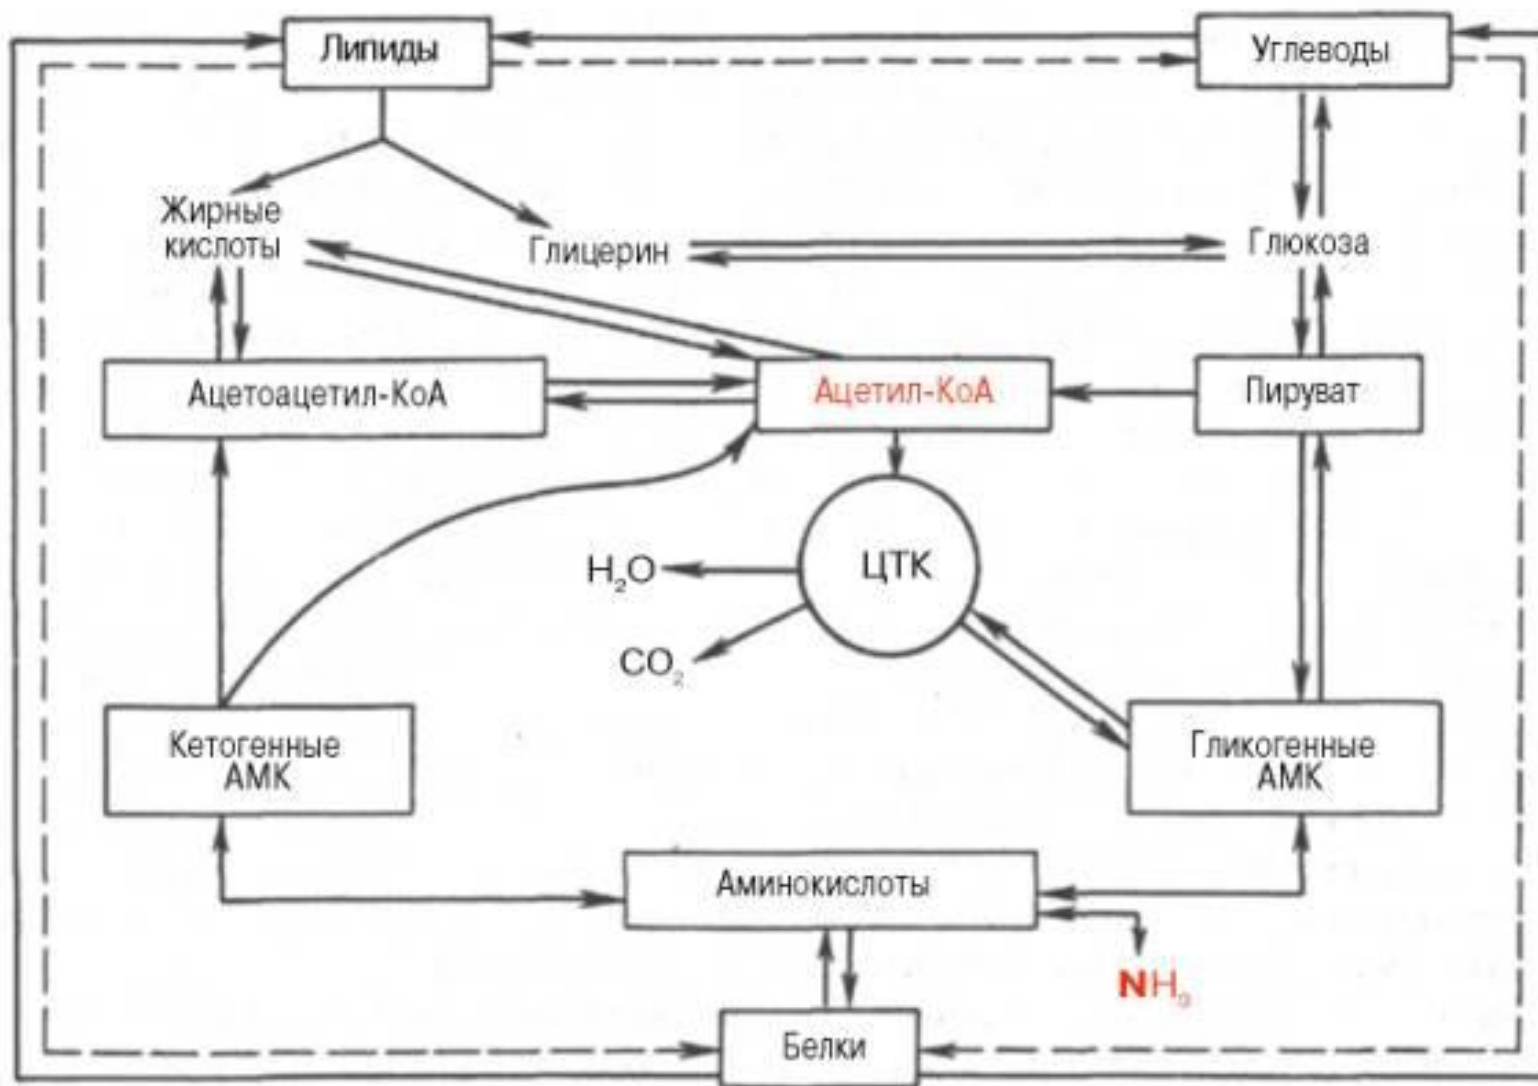 Липиды
Углеводы
Жирные
кислоты
Глицерин
Глюкоза
Ацетоацетил-КоА
Ацетил-КоА
Пируват
ЦТК
H₂O
CO₂
Кетогенные
АМК
Гликогенные
АМК
Аминокислоты
NH₃
Белки